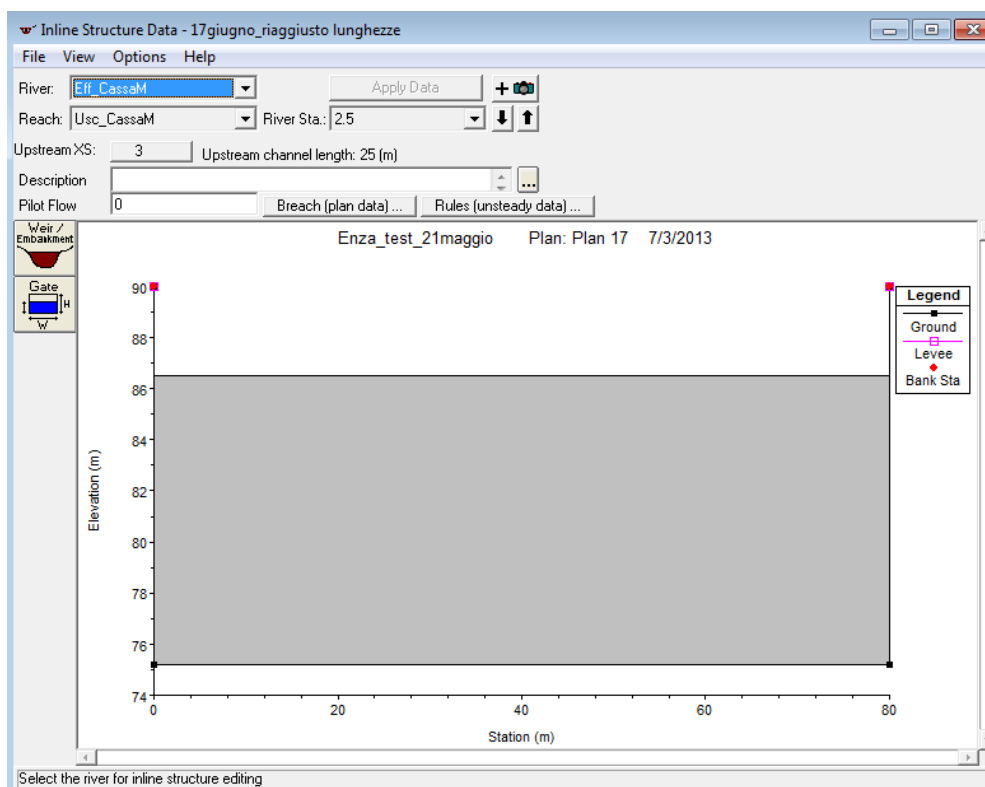 Inline Structure Data - 17giugno_riaggiusto lunghezze
File View Options Help
River: Eff_CassaM Apply Data
Reach: Usc_CassaM River Sta.: 2.5
Upstream XS: 3 Upstream channel length: 25 (m)
Description ...
Pilot Flow 0 Breach (plan data) ... Rules (unsteady data) ...
Weir / Embankment
Gate
H
W
Enza_test_21maggio Plan: Plan 17 7/3/2013
90
88
86
84
82
80
78
76
74
Elevation (m)
0 20 40 60 80
Station (m)
Legend
Ground
Levee
Bank Sta
Select the river for inline structure editing